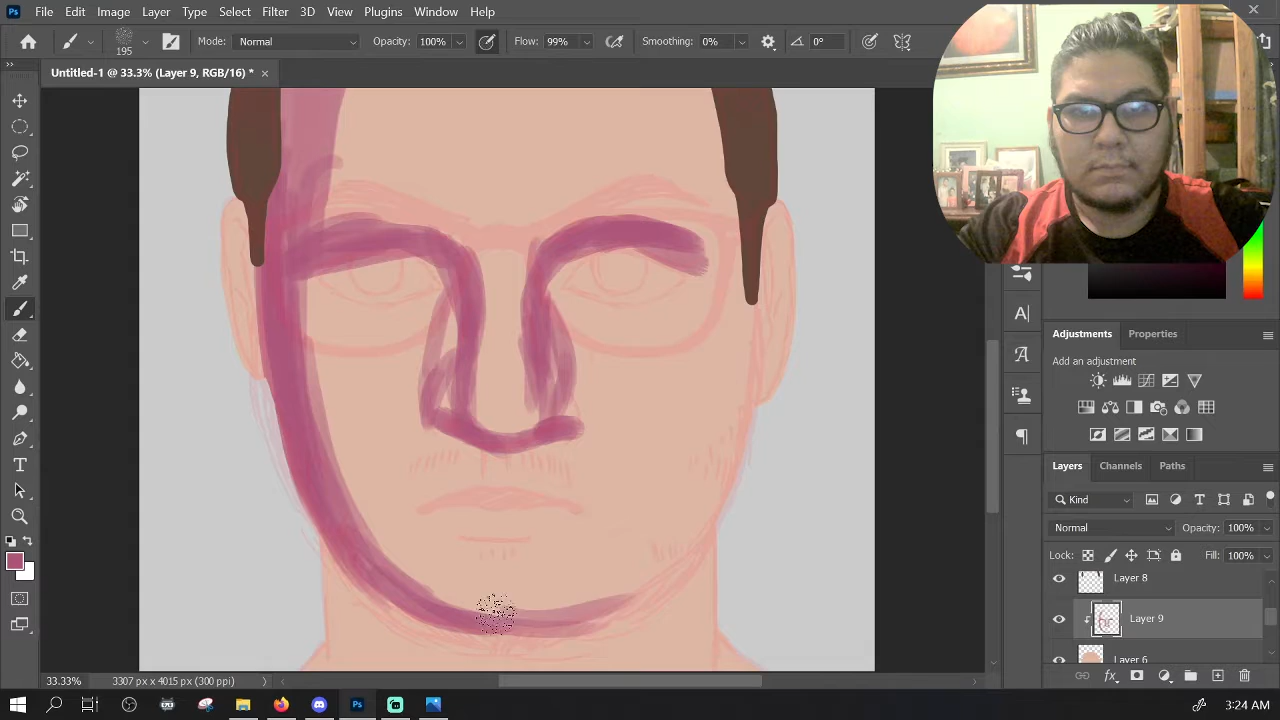 Ps File Edit Image Layer Type Select Filter 3D View Plugins Window Help
195 Mode: Normal Opacity: 100% Flow: 99% Smoothing: 0% 0°
Untitled-1 @ 33.3% (Layer 9, RGB/16) *
Adjustments Properties
Add an adjustment
Layers Channels Paths
Kind
Normal Opacity: 100%
Lock: Fill: 100%
Layer 8
Layer 9
Layer 6
33.33% 3307 px x 4015 px (300 ppi)
3:24 AM